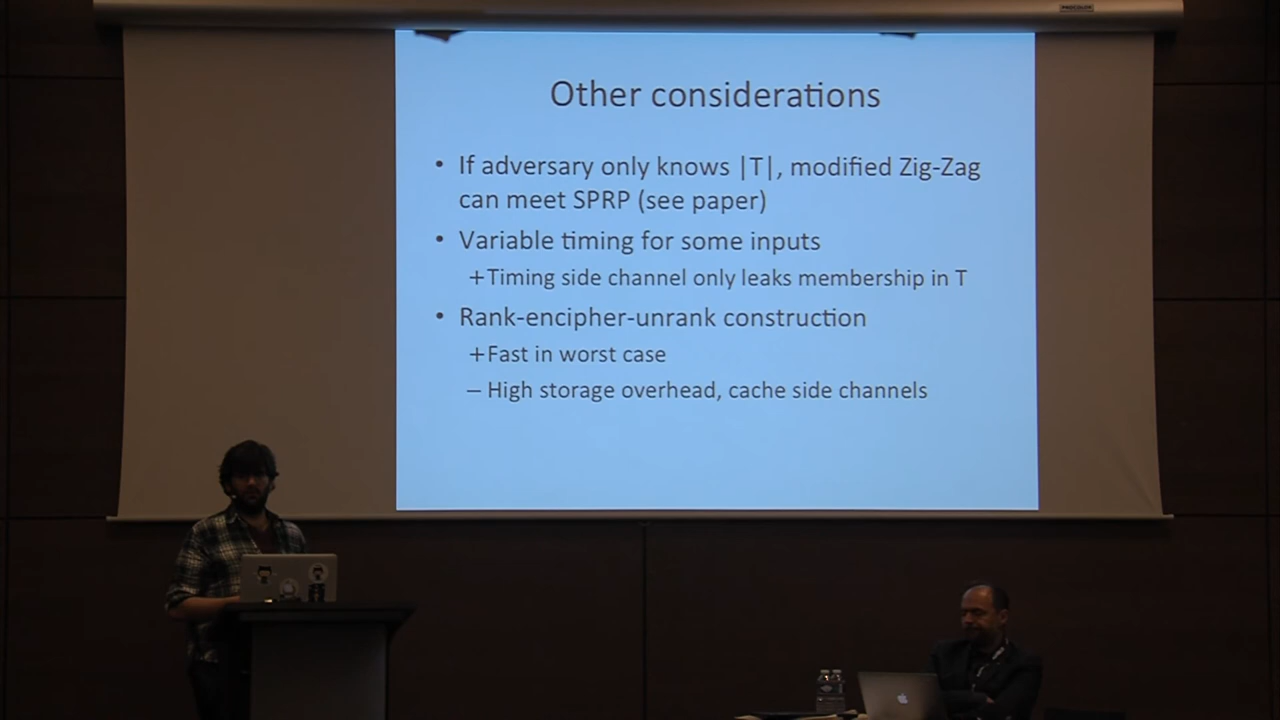 PROCOLOR
Other considerations
• If adversary only knows |T|, modified Zig-Zag
can meet SPRP (see paper)
• Variable timing for some inputs
+Timing side channel only leaks membership in T
• Rank-encipher-unrank construction
+Fast in worst case
– High storage overhead, cache side channels